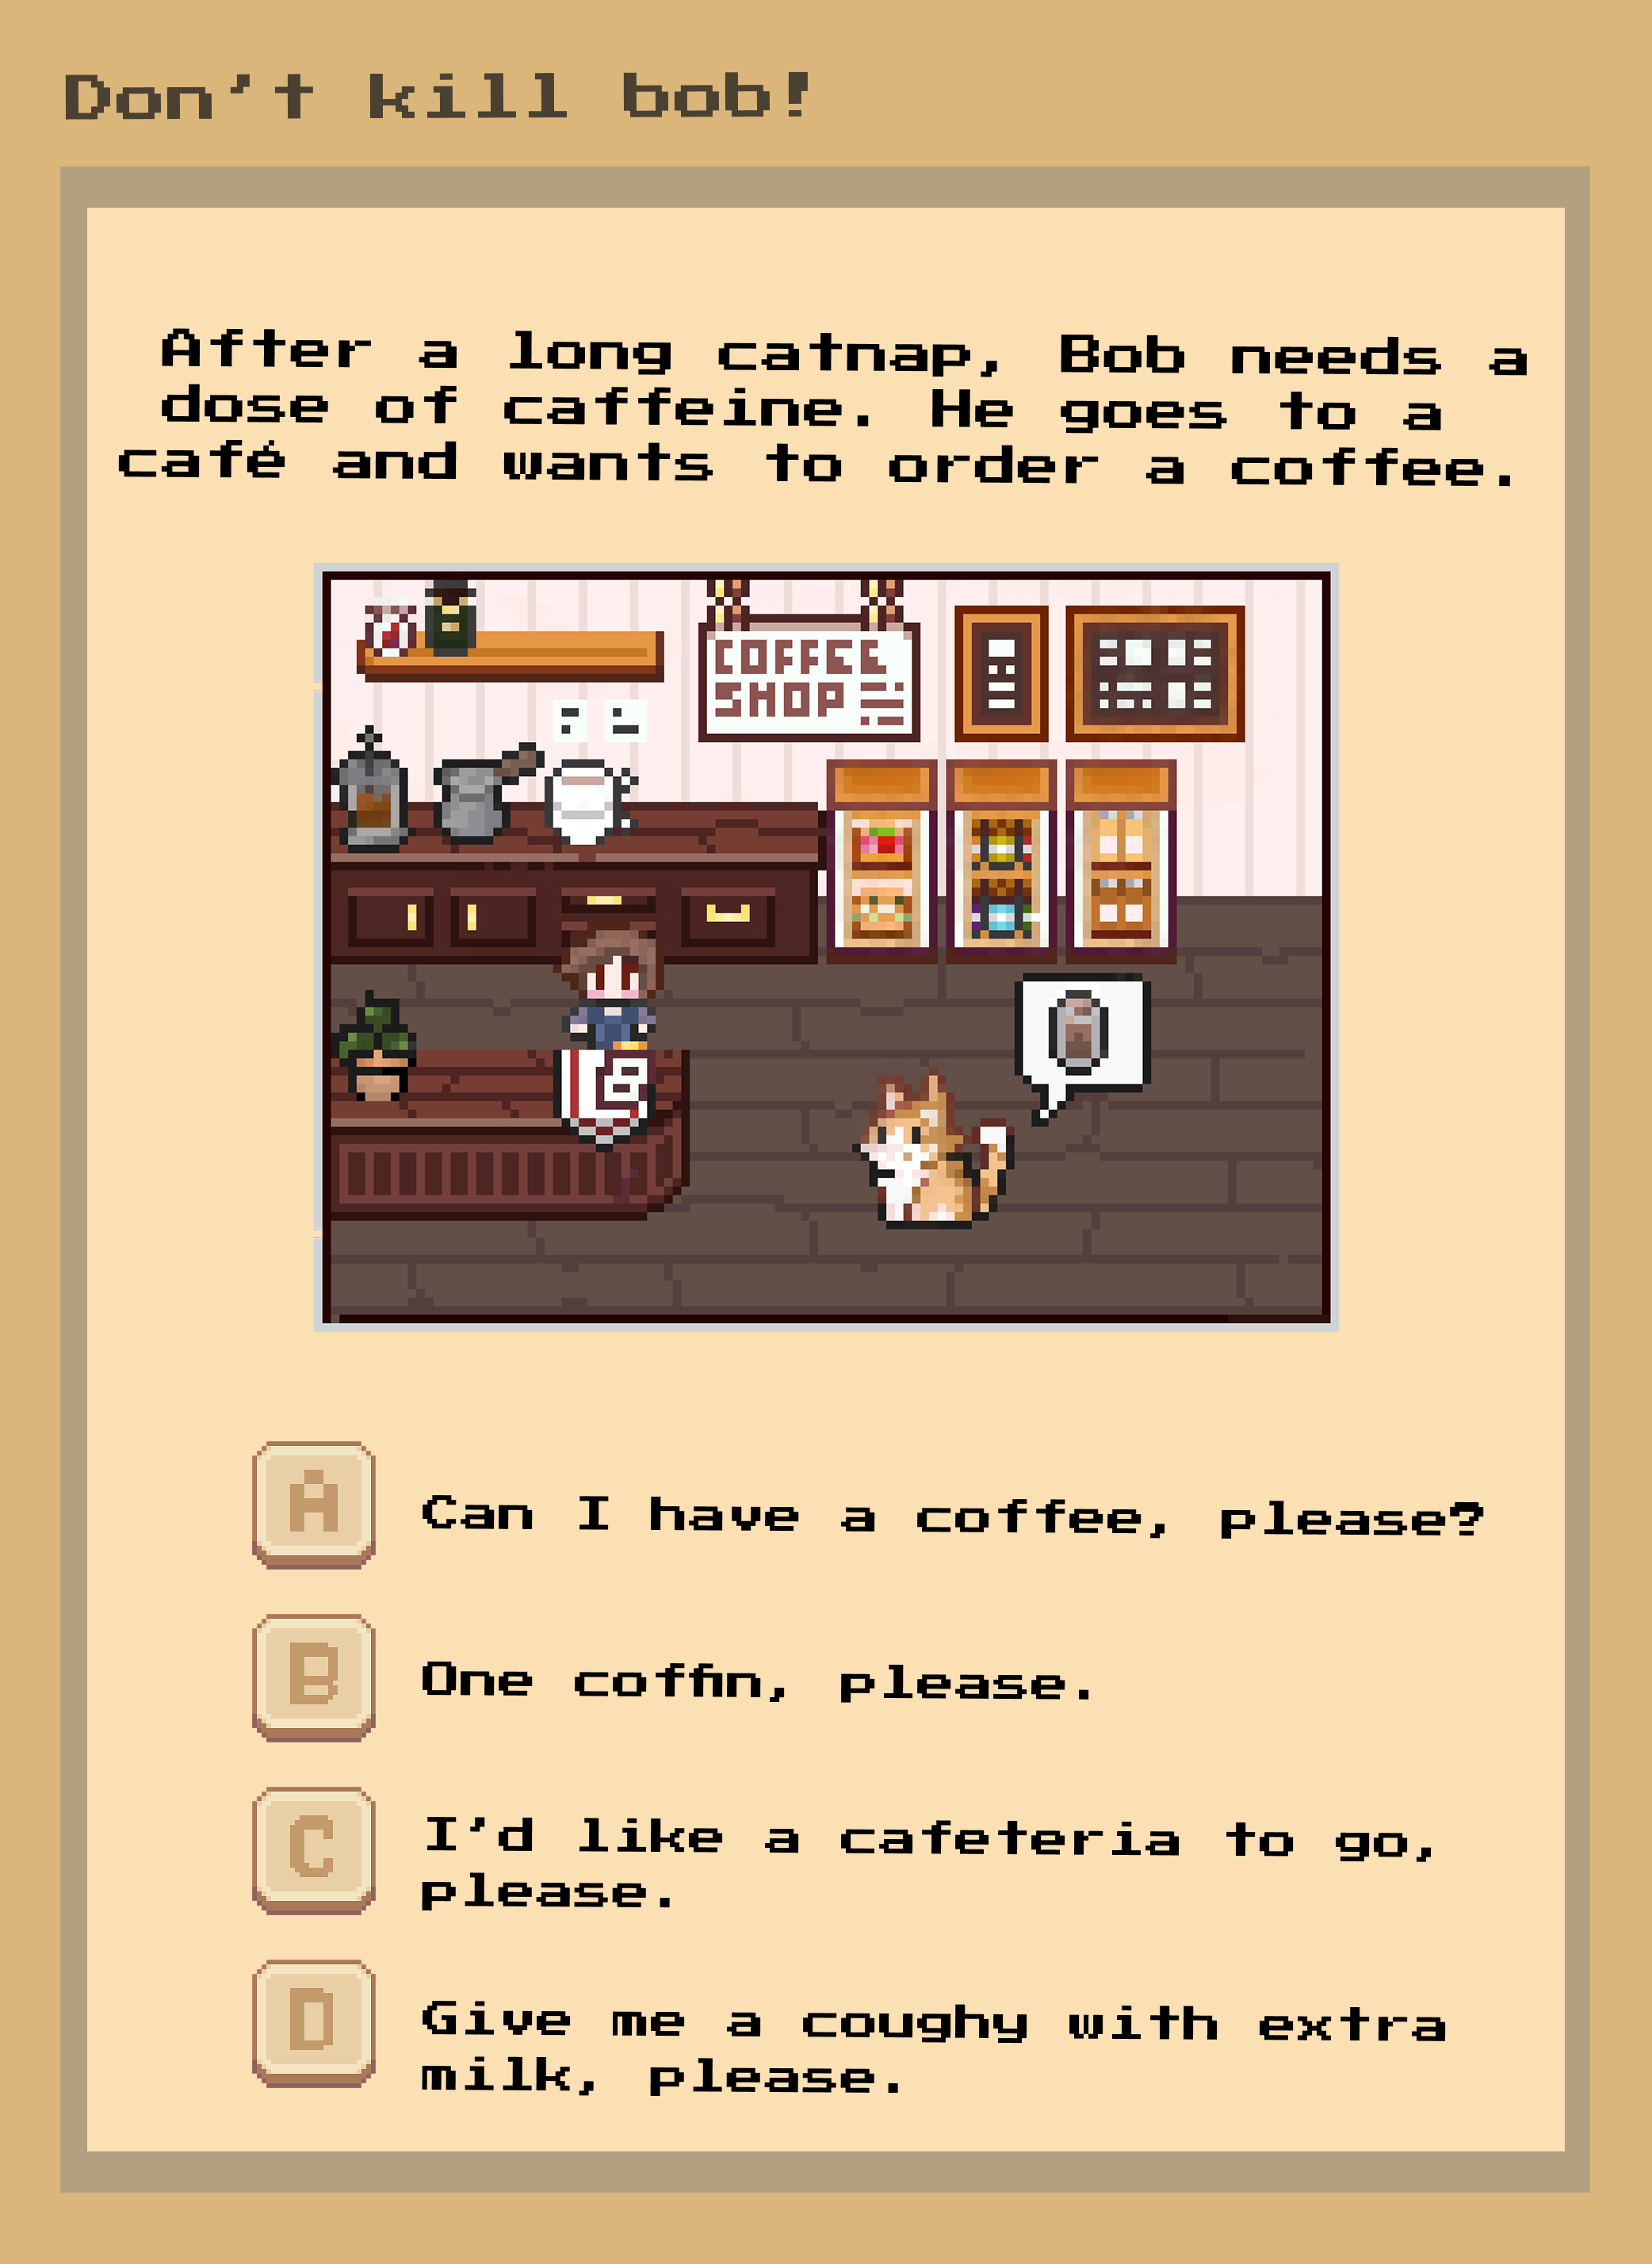 Don't kill bob!
After a long catnap, Bob needs a
dose of caffeine. He goes to a
café and wants to order a coffee.
COFFEE
SHOP
A
Can I have a coffee, please?
B
One coffin, please.
C
I'd like a cafeteria to go,
please.
D
Give me a coughy with extra
milk, please.